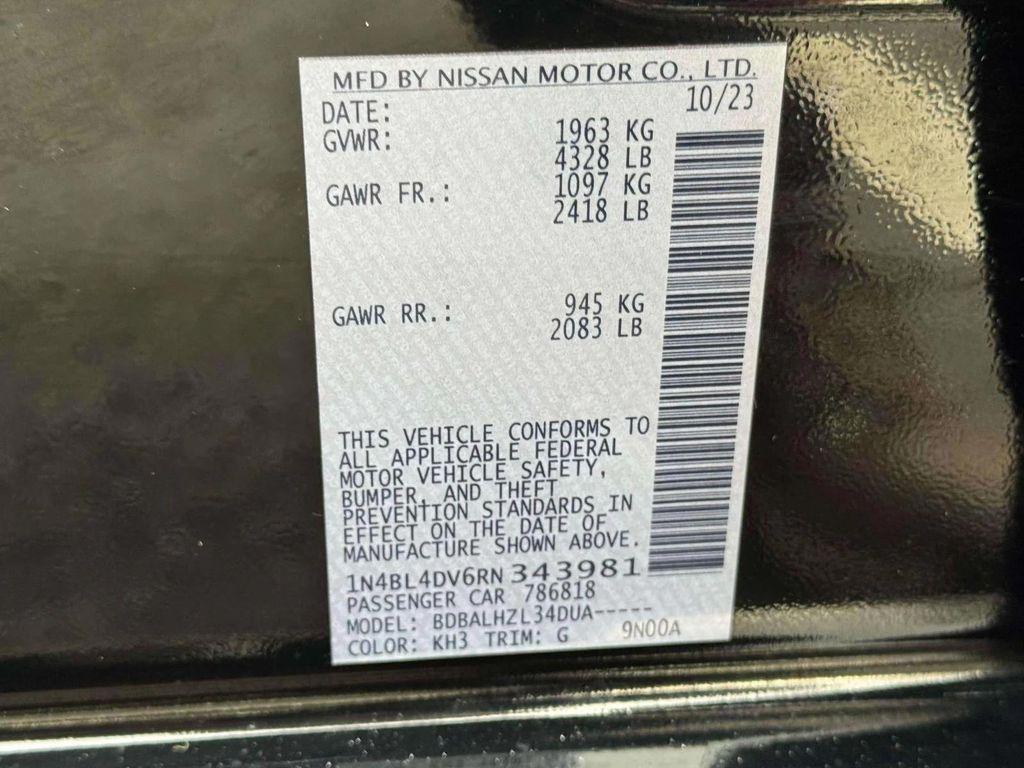 MFD BY NISSAN MOTOR CO., LTD.
DATE: 10/23
GVWR: 1963 KG
4328 LB
GAWR FR.: 1097 KG
2418 LB
GAWR RR.: 945 KG
2083 LB
THIS VEHICLE CONFORMS TO
ALL APPLICABLE FEDERAL
MOTOR VEHICLE SAFETY,
BUMPER, AND THEFT
PREVENTION STANDARDS IN
EFFECT ON THE DATE OF
MANUFACTURE SHOWN ABOVE.
1N4BL4DV6RN 343981
PASSENGER CAR 786818
MODEL: BDBALHZL34DUA-----
COLOR: KH3 TRIM: G 9N00A